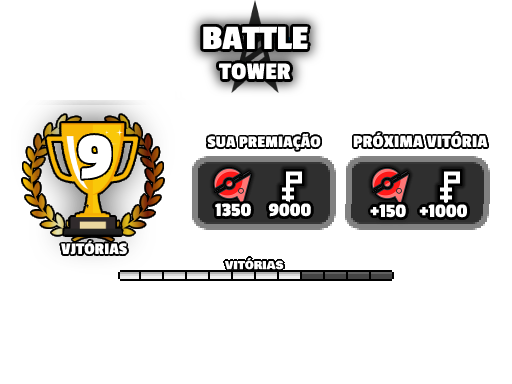 BATTLE
TOWER
9
VITÓRIAS
SUA PREMIAÇÃO
1350 9000
PRÓXIMA VITÓRIA
+150 +1000
VITÓRIAS